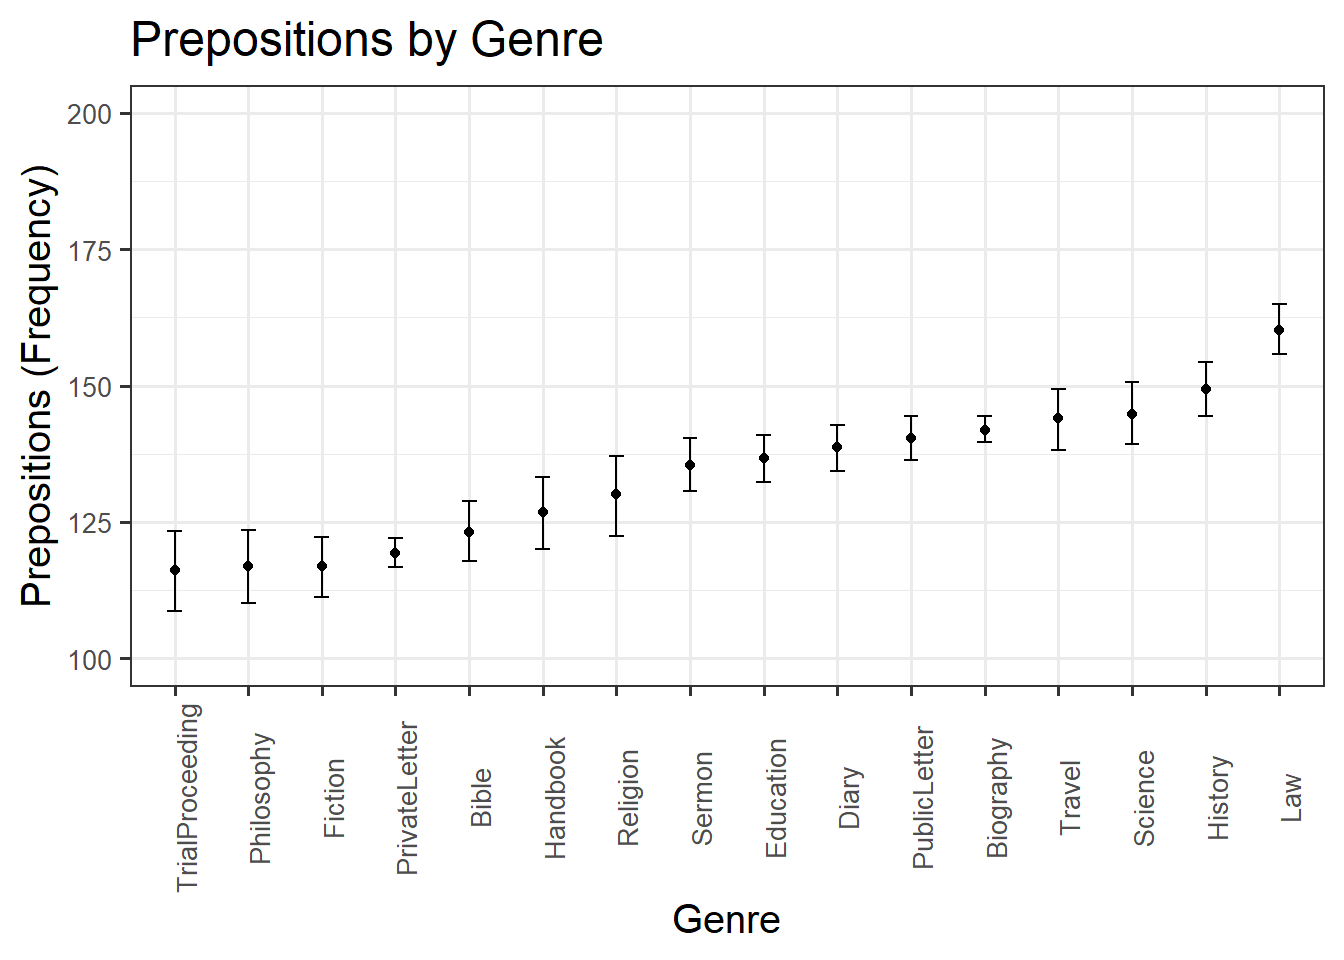 Prepositions by Genre
Prepositions (Frequency)
200
175
150
125
100
TrialProceeding
Philosophy
Fiction
PrivateLetter
Bible
Handbook
Religion
Sermon
Education
Diary
PublicLetter
Biography
Travel
Science
History
Law
Genre